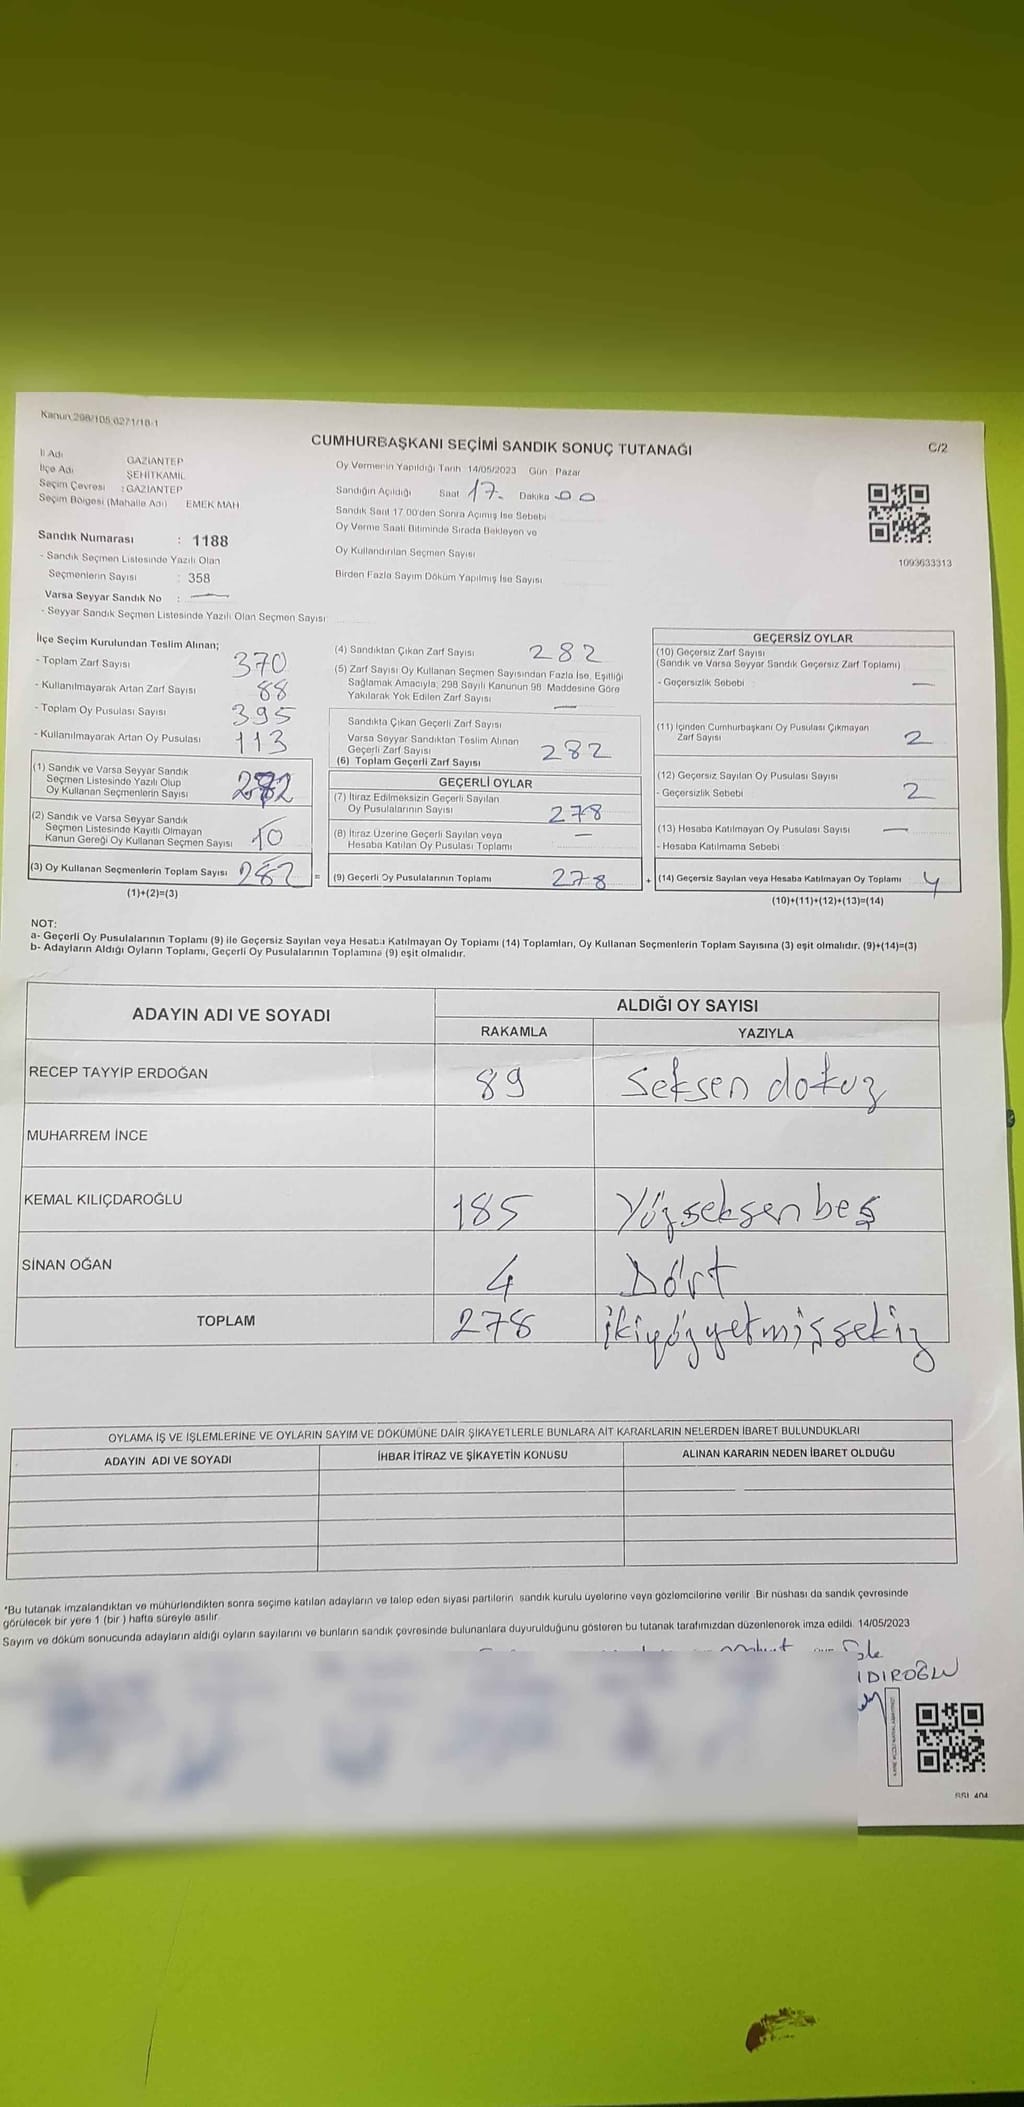 Kanun 298/105,6271/18-1
CUMHURBAŞKANI SEÇİMİ SANDIK SONUÇ TUTANAĞI
C/2
İl Adı GAZİANTEP
İlçe Adı ŞEHİTKAMİL
Seçim Çevresi : GAZİANTEP
Seçim Bölgesi (Mahalle Adı) EMEK MAH
Oy Vermenin Yapıldığı Tarih 14/05/2023 Gün : Pazar
Sandığın Açıldığı Saat 17. Dakika 00
Sandık Saat 17.00'den Sonra Açımış İse Sebebi
Oy Verme Saati Bitiminde Sırada Bekleyen ve
Oy Kullandırılan Seçmen Sayısı
Birden Fazla Sayım Döküm Yapılmış İse Sayısı
1093633313
Sandık Numarası : 1188
- Sandık Seçmen Listesinde Yazılı Olan
Seçmenlerin Sayısı : 358
Varsa Seyyar Sandık No : —
- Seyyar Sandık Seçmen Listesinde Yazılı Olan Seçmen Sayısı
İlçe Seçim Kurulundan Teslim Alınan;
- Toplam Zarf Sayısı 370
- Kullanılmayarak Artan Zarf Sayısı 88
- Toplam Oy Pusulası Sayısı 395
- Kullanılmayarak Artan Oy Pusulası 113
(1) Sandık ve Varsa Seyyar Sandık
Seçmen Listesinde Yazılı Olup
Oy Kullanan Seçmenlerin Sayısı
(2) Sandık ve Varsa Seyyar Sandık
Seçmen Listesinde Kayıtlı Olmayan
Kanun Gereği Oy Kullanan Seçmen Sayısı 10
(3) Oy Kullanan Seçmenlerin Toplam Sayısı 282 =
(1)+(2)=(3)
(4) Sandıktan Çıkan Zarf Sayısı 282
(5) Zarf Sayısı Oy Kullanan Seçmen Sayısından Fazla İse, Eşitliği
Sağlamak Amacıyla, 298 Sayılı Kanunun 98. Maddesine Göre
Yakılarak Yok Edilen Zarf Sayısı —
Sandıkta Çıkan Geçerli Zarf Sayısı
Varsa Seyyar Sandıktan Teslim Alınan
Geçerli Zarf Sayısı
(6) Toplam Geçerli Zarf Sayısı 282
GEÇERLİ OYLAR
(7) İtiraz Edilmeksizin Geçerli Sayılan
Oy Pusulalarının Sayısı 278
(8) İtiraz Üzerine Geçerli Sayılan veya
Hesaba Katılan Oy Pusulası Toplamı —
(9) Geçerli Oy Pusulalarının Toplamı 278 +
GEÇERSİZ OYLAR
(10) Geçersiz Zarf Sayısı
(Sandık ve Varsa Seyyar Sandık Geçersiz Zarf Toplamı)
- Geçersizlik Sebebi —
(11) İçinden Cumhurbaşkanı Oy Pusulası Çıkmayan
Zarf Sayısı 2
(12) Geçersiz Sayılan Oy Pusulası Sayısı
- Geçersizlik Sebebi 2
(13) Hesaba Katılmayan Oy Pusulası Sayısı —
- Hesaba Katılmama Sebebi
(14) Geçersiz Sayılan veya Hesaba Katılmayan Oy Toplamı 4
(10)+(11)+(12)+(13)=(14)
NOT:
a- Geçerli Oy Pusulalarının Toplamı (9) ile Geçersiz Sayılan veya Hesaba Katılmayan Oy Toplamı (14) Toplamları, Oy Kullanan Seçmenlerin Toplam Sayısına (3) eşit olmalıdır. (9)+(14)=(3)
b- Adayların Aldığı Oyların Toplamı, Geçerli Oy Pusulalarının Toplamına (9) eşit olmalıdır.
ADAYIN ADI VE SOYADI
ALDIĞI OY SAYISI
RAKAMLA YAZIYLA
RECEP TAYYİP ERDOĞAN 89 Seksen dokuz
MUHARREM İNCE
KEMAL KILIÇDAROĞLU 185 Yüzseksenbeş
SİNAN OĞAN 4 Dört
TOPLAM 278 ikiyüzyetmişsekiz
OYLAMA İŞ VE İŞLEMLERİNE VE OYLARIN SAYIM VE DÖKÜMÜNE DAİR ŞİKAYETLERLE BUNLARA AİT KARARLARIN NELERDEN İBARET BULUNDUKLARI
ADAYIN ADI VE SOYADI İHBAR İTİRAZ VE ŞİKAYETİN KONUSU ALINAN KARARIN NEDEN İBARET OLDUĞU
*Bu tutanak imzalandıktan ve mühürlendikten sonra seçime katılan adayların ve talep eden siyasi partilerin sandık kurulu üyelerine veya gözlemcilerine verilir. Bir nüshası da sandık çevresinde
görülecek bir yere 1 (bir ) hafta süreyle asılır.
Sayım ve döküm sonucunda adayların aldığı oyların sayılarını ve bunların sandık çevresinde bulunanlara duyurulduğunu gösteren bu tutanak tarafımızdan düzenlenerek imza edildi. 14/05/2023
IDIROĞLU